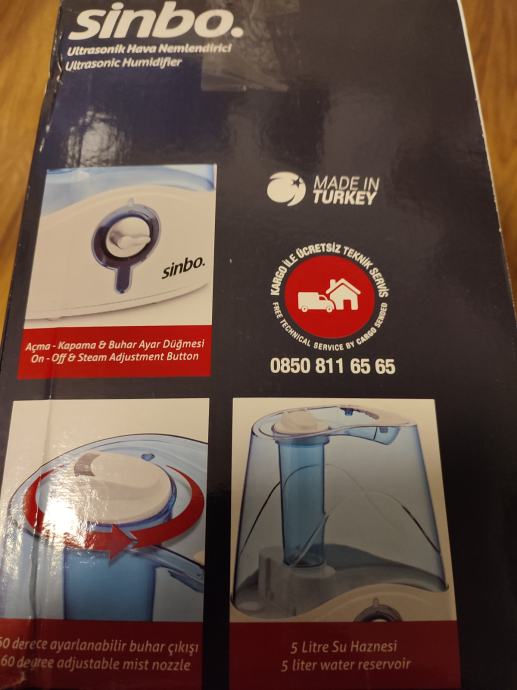 sinbo.
Ultrasonik Hava Nemlendirici
Ultrasonic Humidifier
MADE IN
TURKEY
sinbo.
KARGO İLE ÜCRETSİZ TEKNİK SERVİS
FREE TECHNICAL SERVICE BY CARGO SENDED
0850 811 65 65
Açma - Kapama & Buhar Ayar Düğmesi
On - Off & Steam Adjustment Button
60 derece ayarlanabilir buhar çıkışı
60 degree adjustable mist nozzle
5 Litre Su Haznesi
5 liter water reservoir